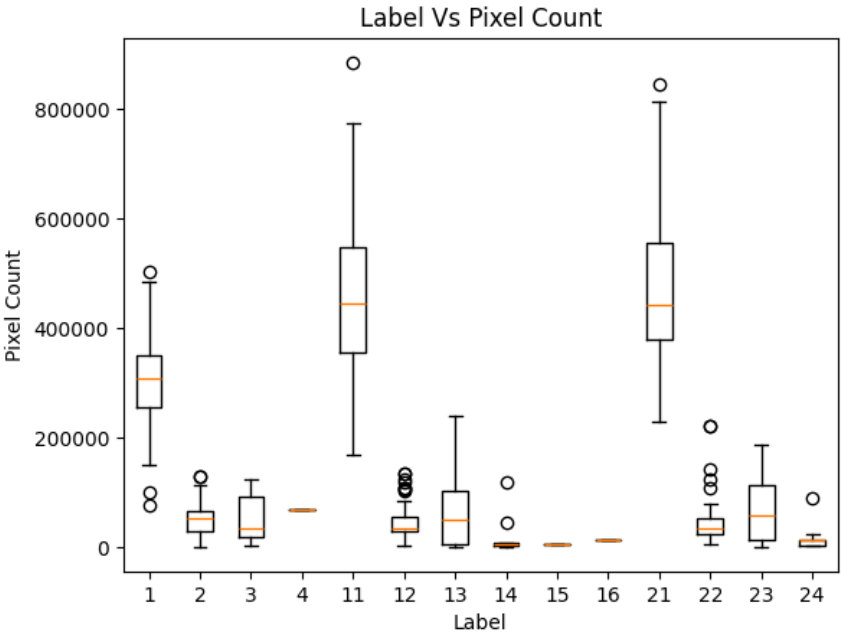 Label Vs Pixel Count
Pixel Count
800000
600000
400000
200000
0
1 2 3 4 11 12 13 14 15 16 21 22 23 24
Label